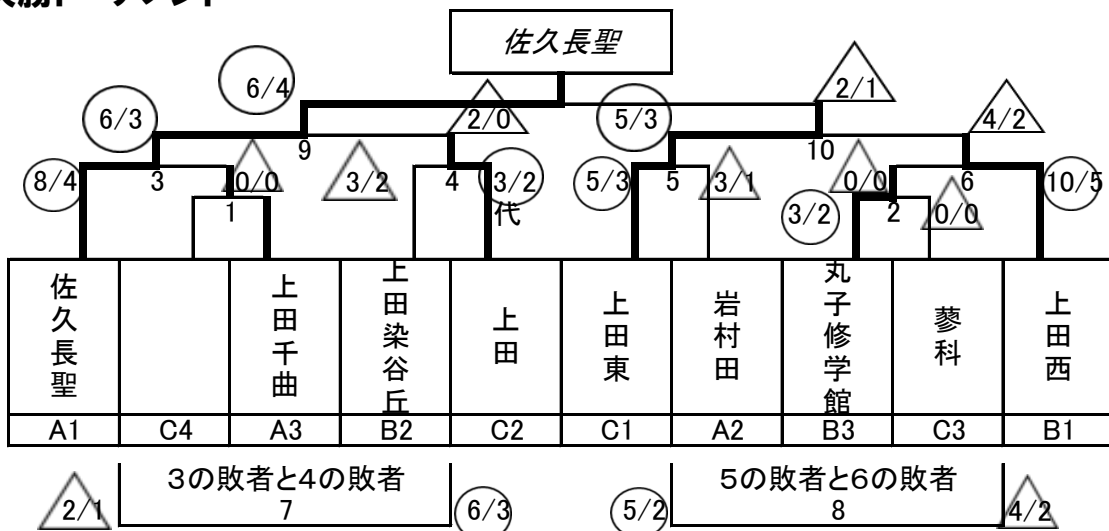 佐久長聖
6/4 2/1
6/3 2/0 5/3 4/2
9 10
8/4 3 0/0 3/2 4 3/2 5/3 5 3/1 0/0 6 10/5
1 代 3/2 2 0/0
佐久長聖 上田千曲 上田染谷丘 上田 上田東 岩村田 丸子修学館 蓼科 上田西
A1 C4 A3 B2 C2 C1 A2 B3 C3 B1
3の敗者と4の敗者 5の敗者と6の敗者
2/1 7 6/3 5/2 8 4/2